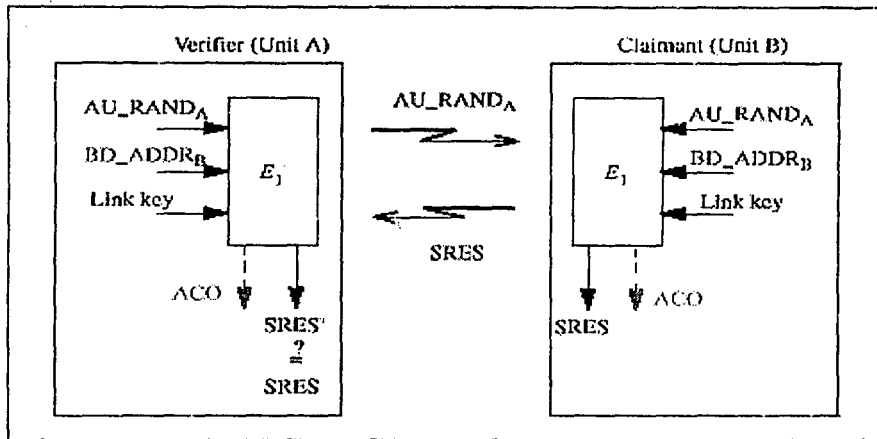 Verifier (Unit A)
Claimant (Unit B)
AU_RANDA
BD_ADDRB
Link key
E1
ACO
SRES'
?
=
SRES
AU_RANDA
SRES
AU_RANDA
BD_ADDRB
Link key
E1
SRES
ACO